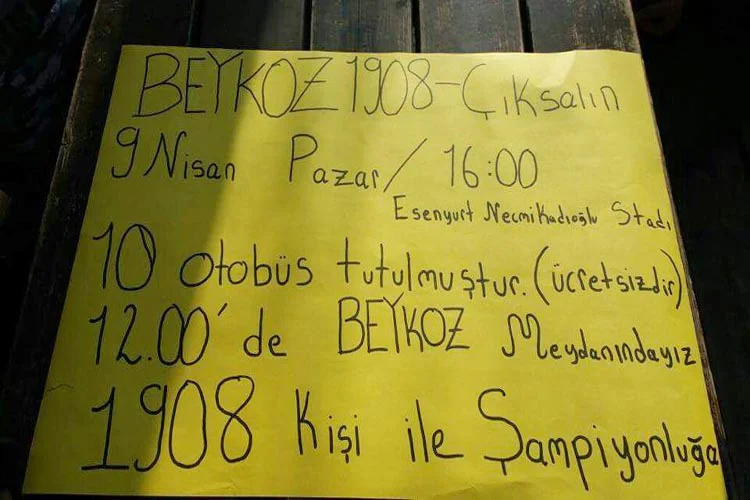 BEYKOZ 1908-Çıksalın
9 Nisan Pazar/16:00
Esenyurt Necmi Kadıoğlu Stadı
10 otobüs tutulmuştur.(ücretsizdir)
12.00'de BEYKOZ Meydanındayız
1908 Kişi ile Şampiyonluğa